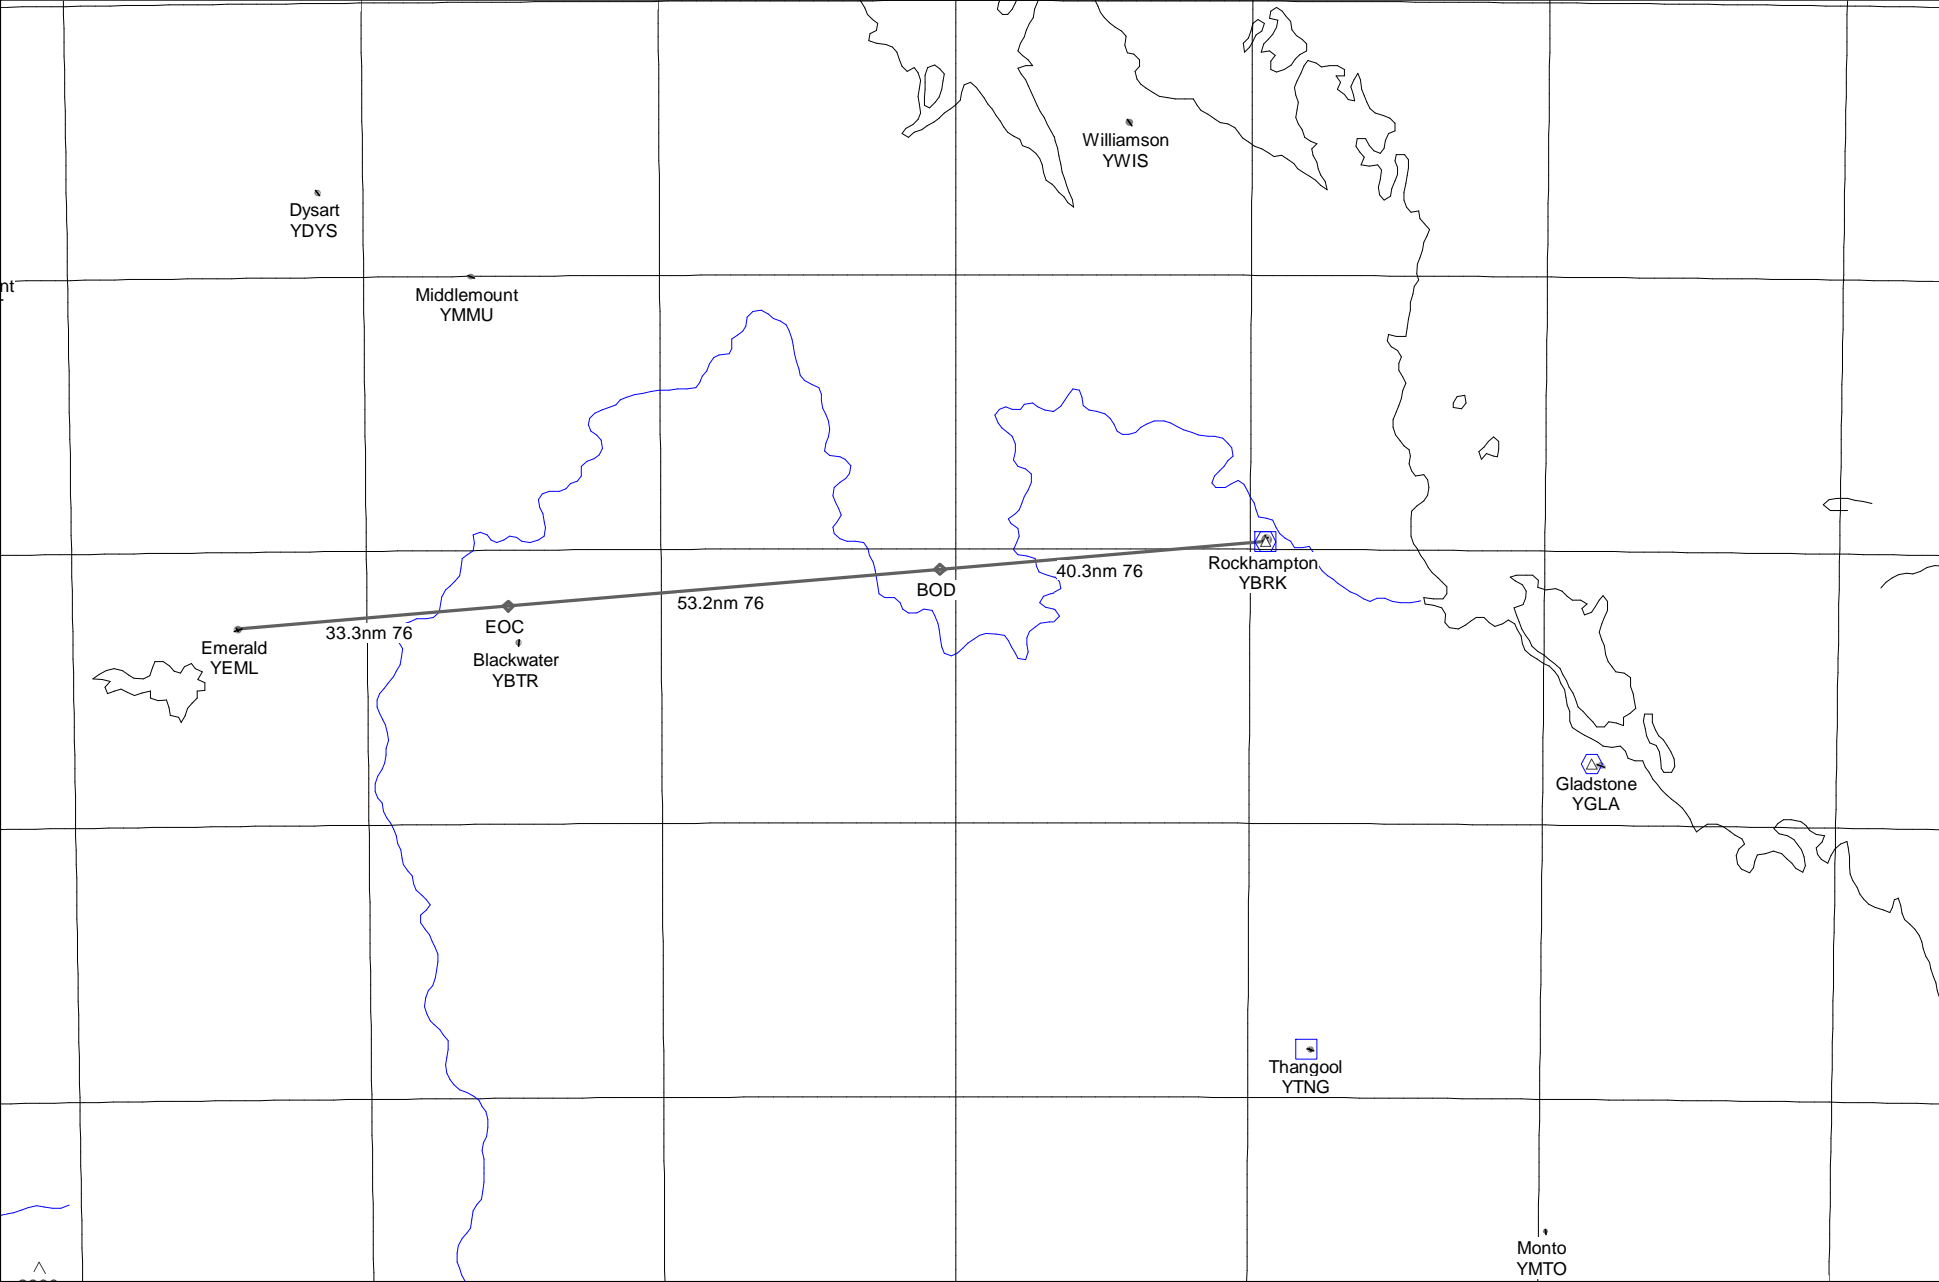 Williamson
YWIS
Dysart
YDYS
nt
Middlemount
YMMU
Rockhampton
YBRK
40.3nm 76
BOD
53.2nm 76
EOC
33.3nm 76
Emerald
YEML
Blackwater
YBTR
Gladstone
YGLA
Thangool
YTNG
Monto
YMTO